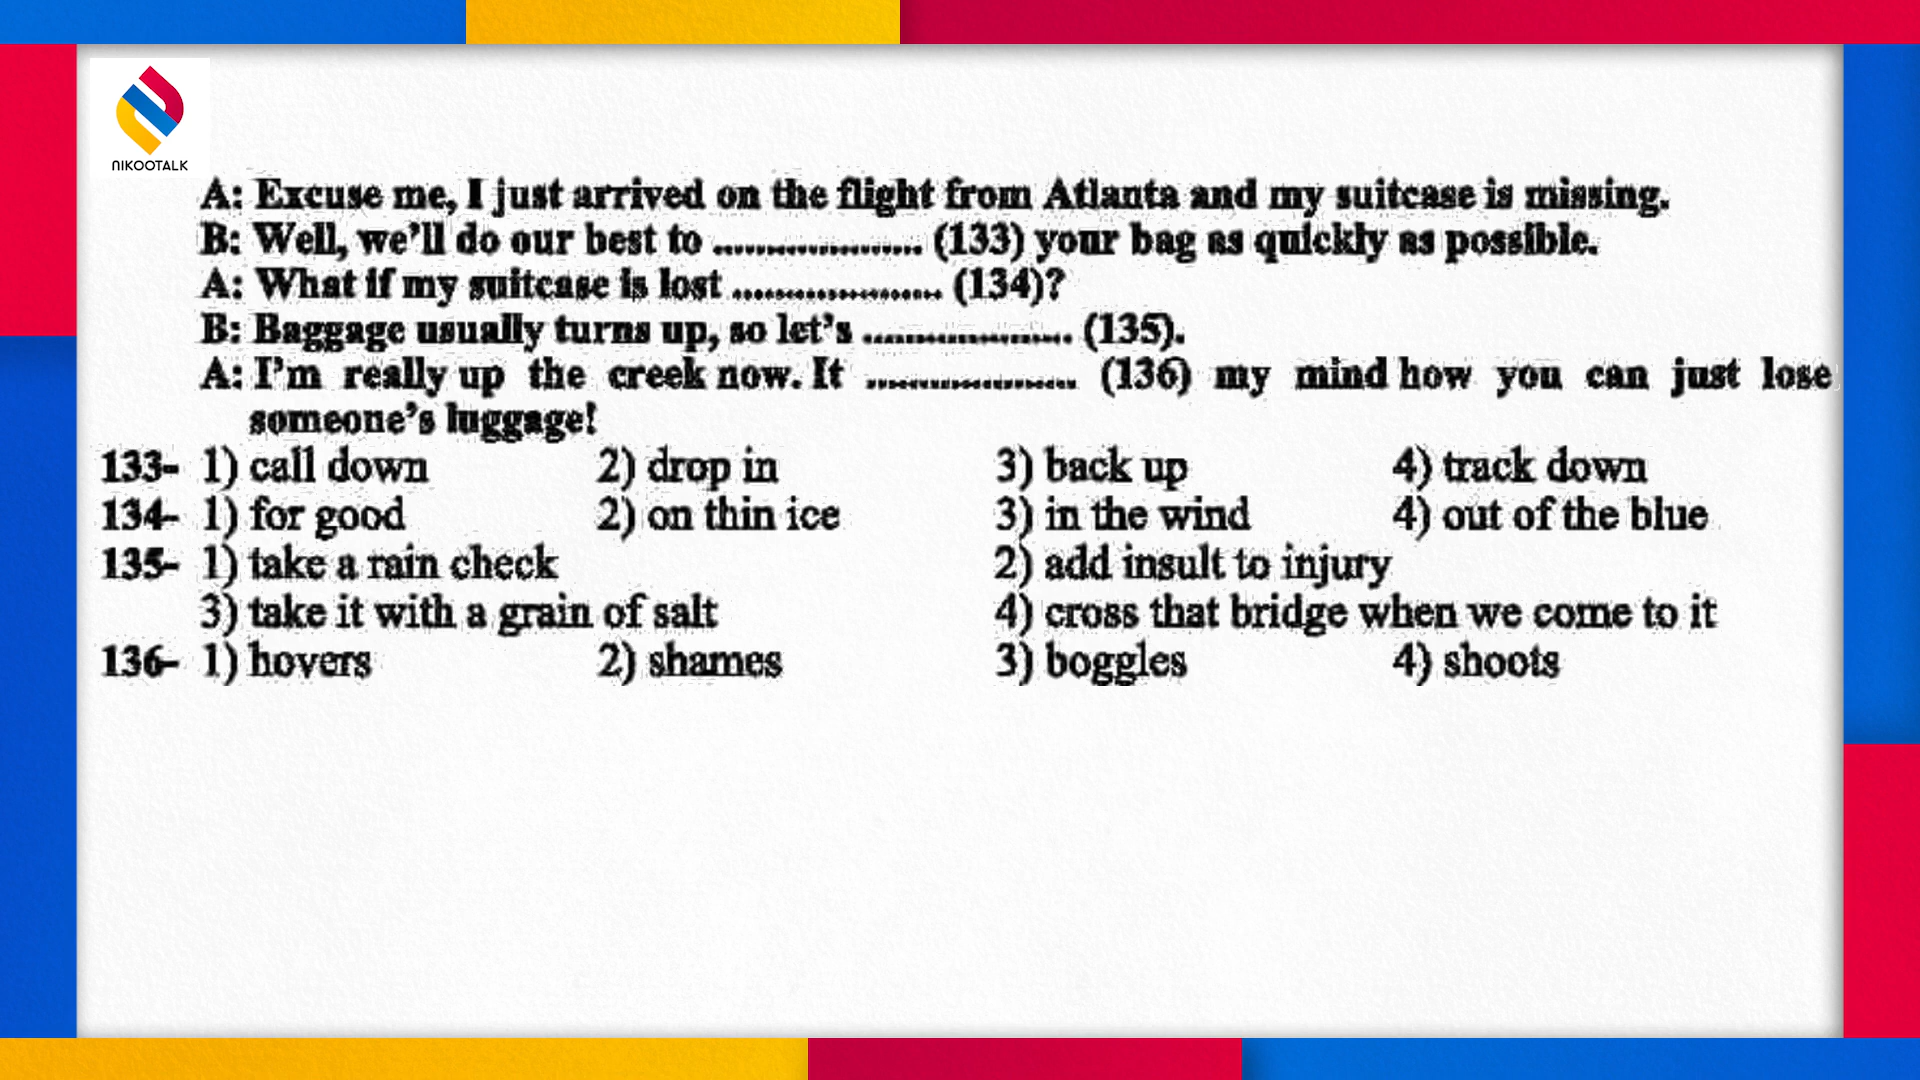 NIKOOTALK
A: Excuse me, I just arrived on the flight from Atlanta and my suitcase is missing.
B: Well, we'll do our best to .................... (133) your bag as quickly as possible.
A: What if my suitcase is lost .................... (134)?
B: Baggage usually turns up, so let's .................... (135).
A: I'm really up the creek now. It .................... (136) my mind how you can just lose
someone's luggage!
133- 1) call down 2) drop in 3) back up 4) track down
134- 1) for good 2) on thin ice 3) in the wind 4) out of the blue
135- 1) take a rain check 2) add insult to injury
3) take it with a grain of salt 4) cross that bridge when we come to it
136- 1) hovers 2) shames 3) boggles 4) shoots